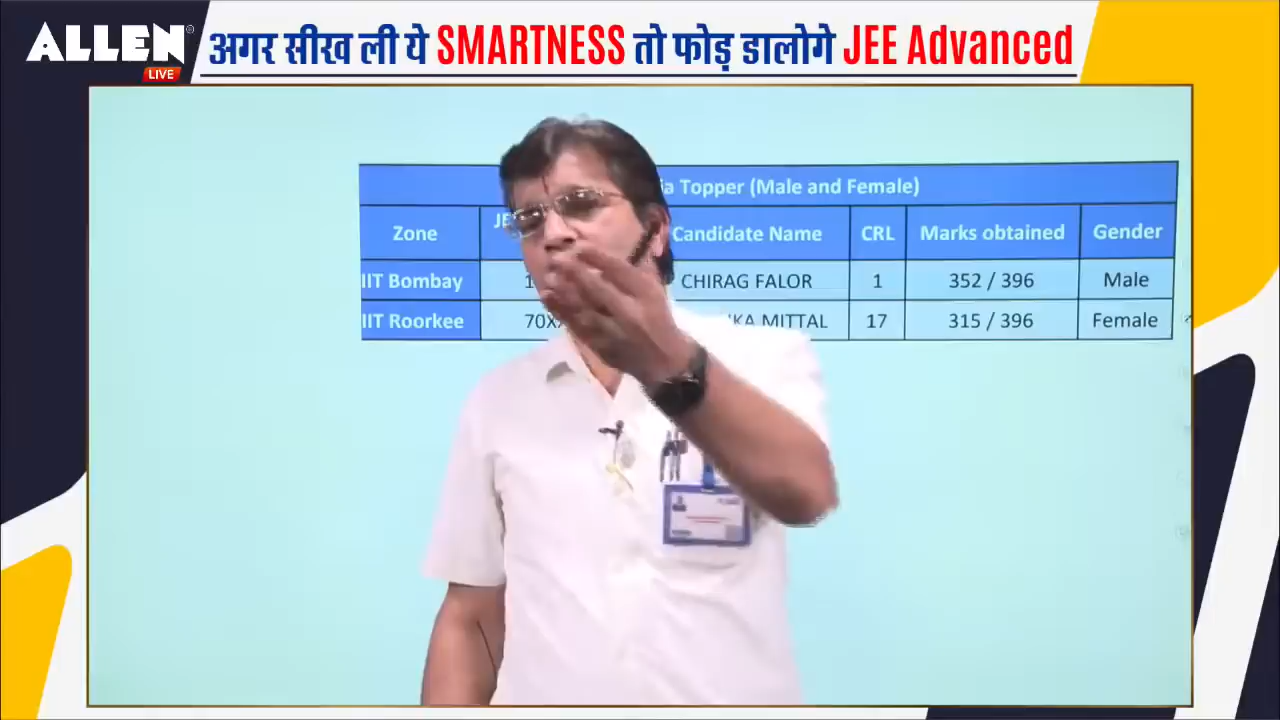 ALLEN®
LIVE
अगर सीख ली ये SMARTNESS तो फोड़ डालोगे JEE Advanced
Topper (Male and Female)
Zone Candidate Name CRL Marks obtained Gender
IIT Bombay CHIRAG FALOR 1 352 / 396 Male
IIT Roorkee MITTAL 17 315 / 396 Female